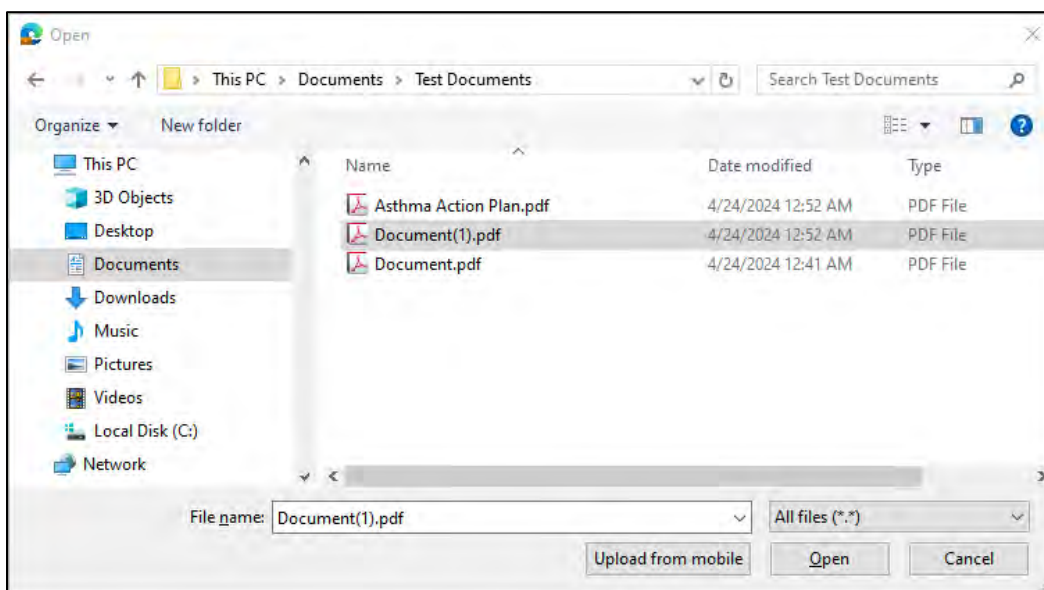 Open
This PC > Documents > Test Documents
Search Test Documents
Organize
New folder
This PC
3D Objects
Desktop
Documents
Downloads
Music
Pictures
Videos
Local Disk (C:)
Network
Name Date modified Type
Asthma Action Plan.pdf 4/24/2024 12:52 AM PDF File
Document(1).pdf 4/24/2024 12:52 AM PDF File
Document.pdf 4/24/2024 12:41 AM PDF File
File name: Document(1).pdf All files (*.*)
Upload from mobile Open Cancel